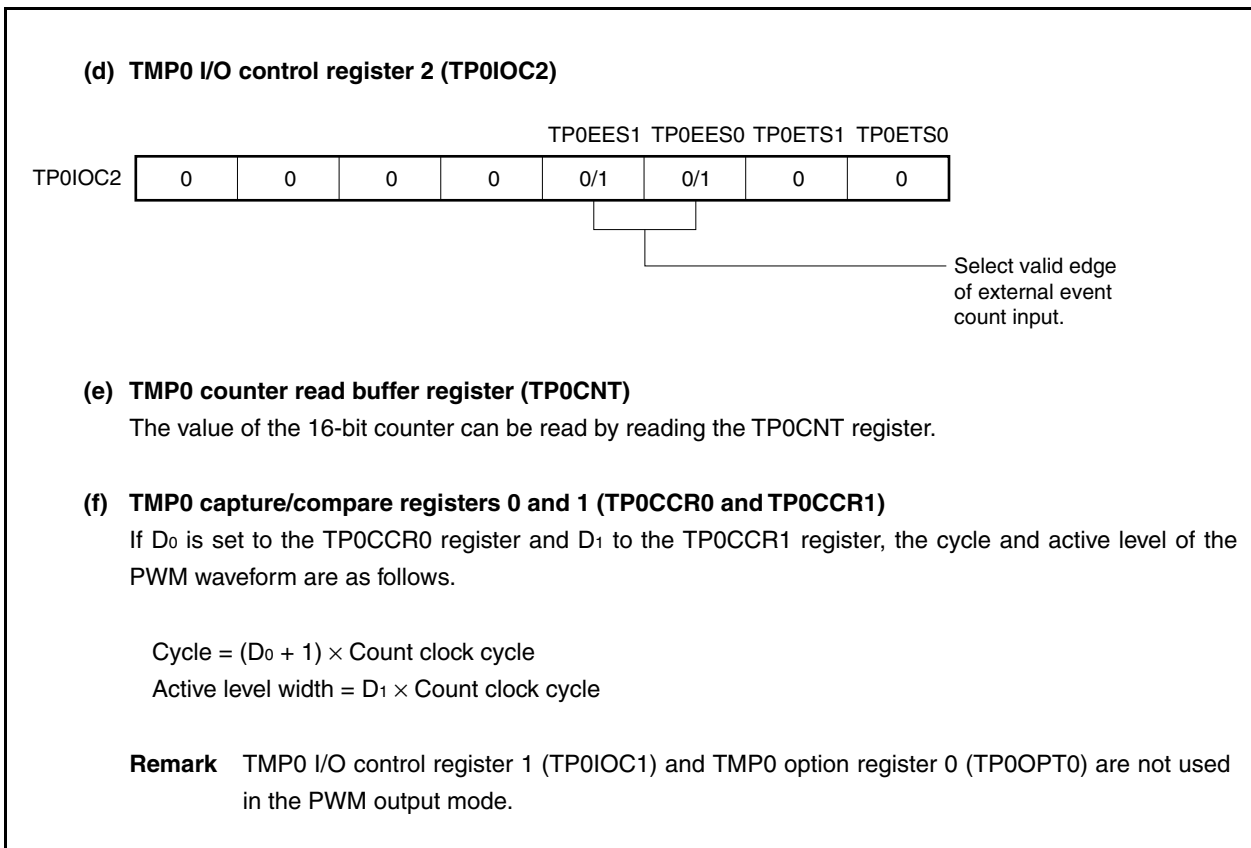 (d) TMP0 I/O control register 2 (TP0IOC2)
TP0EES1 TP0EES0 TP0ETS1 TP0ETS0
TP0IOC2 0 0 0 0 0/1 0/1 0 0
Select valid edge
of external event
count input.
(e) TMP0 counter read buffer register (TP0CNT)
The value of the 16-bit counter can be read by reading the TP0CNT register.
(f) TMP0 capture/compare registers 0 and 1 (TP0CCR0 and TP0CCR1)
If D0 is set to the TP0CCR0 register and D1 to the TP0CCR1 register, the cycle and active level of the
PWM waveform are as follows.
Cycle = (D0 + 1) × Count clock cycle
Active level width = D1 × Count clock cycle
Remark TMP0 I/O control register 1 (TP0IOC1) and TMP0 option register 0 (TP0OPT0) are not used
in the PWM output mode.